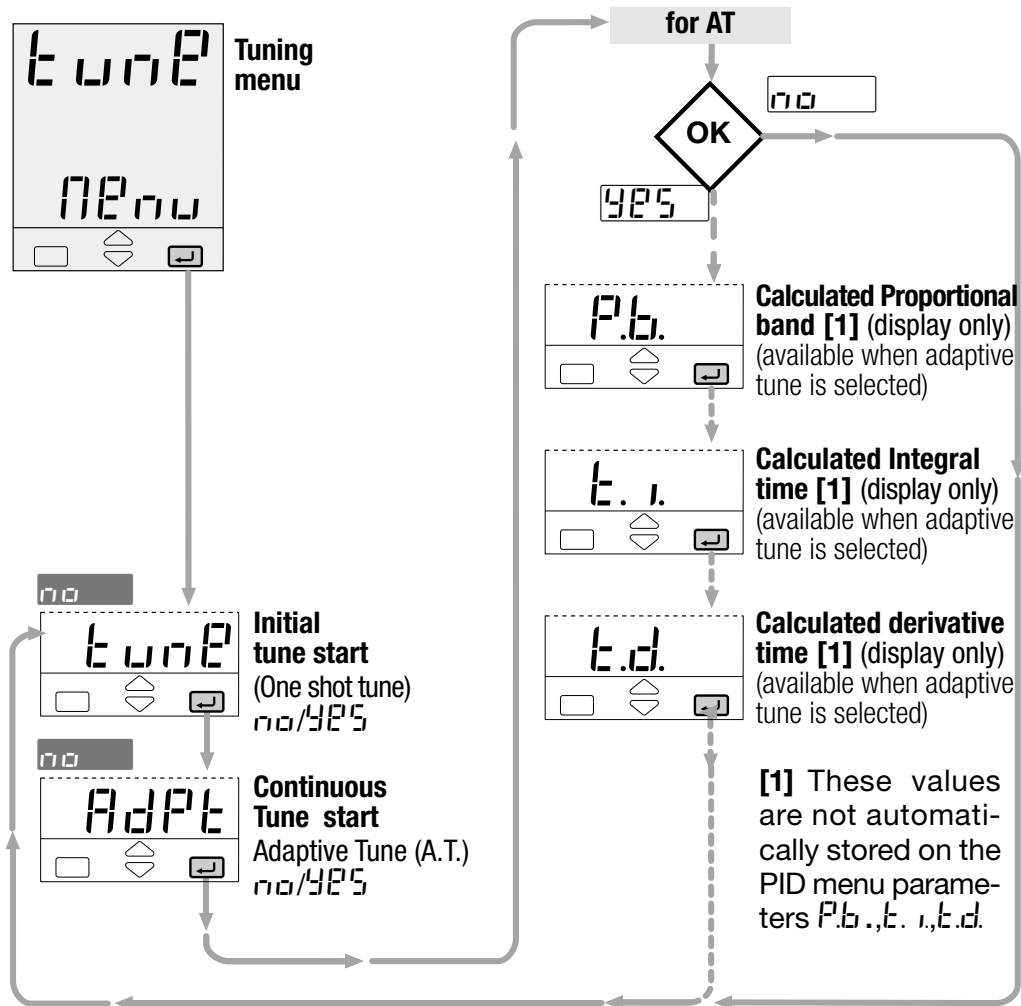 tunE
Tuning
menu
MEnu
no
tunE
Initial
tune start
(One shot tune)
no/YES
no
AdPt
Continuous
Tune start
Adaptive Tune (A.T.)
no/YES
for AT
OK
no
YES
P.b.
Calculated Proportional
band [1] (display only)
(available when adaptive
tune is selected)
t. i.
Calculated Integral
time [1] (display only)
(available when adaptive
tune is selected)
t.d.
Calculated derivative
time [1] (display only)
(available when adaptive
tune is selected)
[1] These values
are not automati-
cally stored on the
PID menu parame-
ters P.b.,t. i.,t.d.